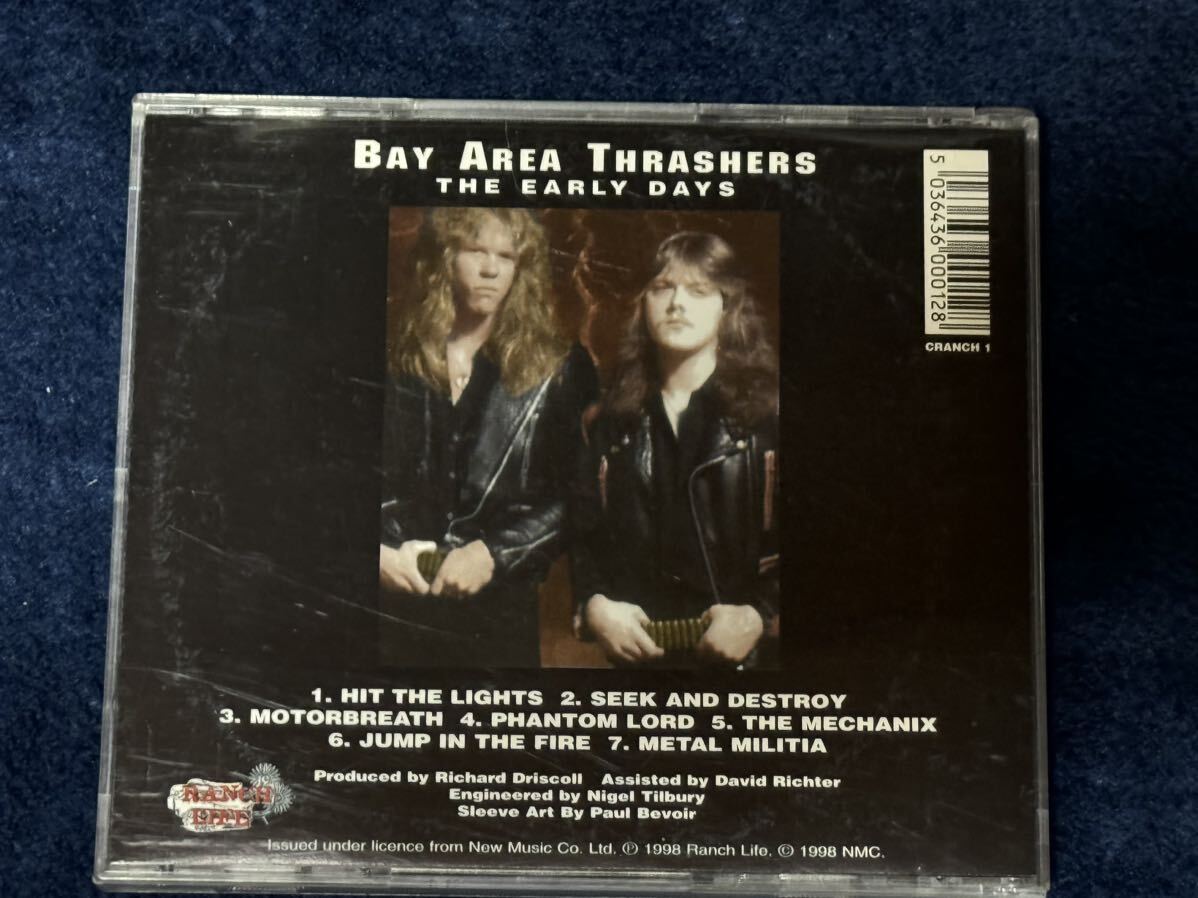 BAY AREA THRASHERS
THE EARLY DAYS
5 036436 000128
CRANCH 1
1. HIT THE LIGHTS 2. SEEK AND DESTROY
3. MOTORBREATH 4. PHANTOM LORD 5. THE MECHANIX
6. JUMP IN THE FIRE 7. METAL MILITIA
Produced by Richard Driscoll Assisted by David Richter
Engineered by Nigel Tilbury
Sleeve Art By Paul Bevoir
RANCH
LIFE
Issued under licence from New Music Co. Ltd. ℗ 1998 Ranch Life. © 1998 NMC.